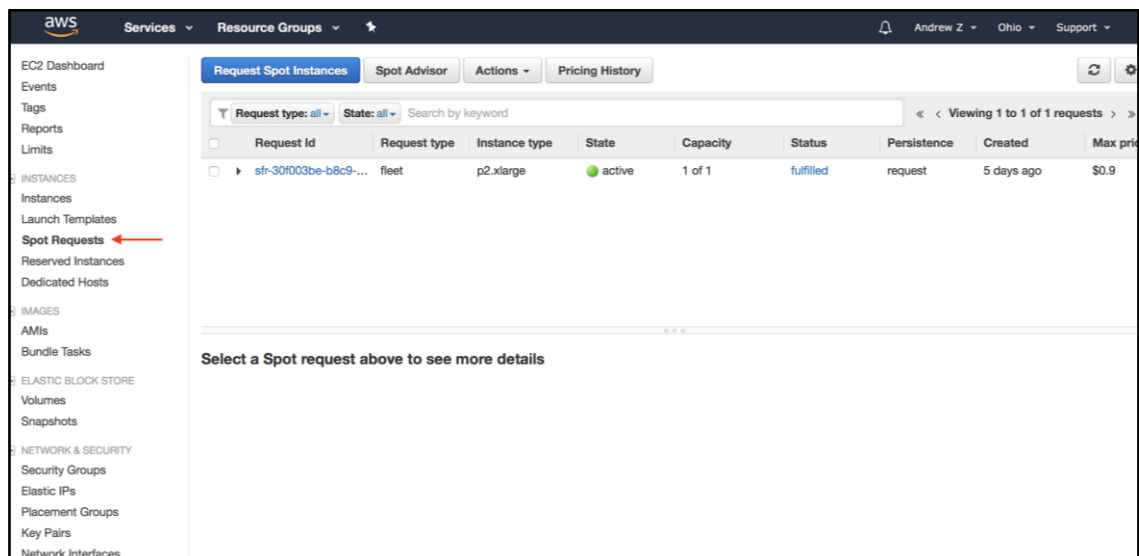 aws Services Resource Groups Andrew Z Ohio Support
EC2 Dashboard
Events
Tags
Reports
Limits
INSTANCES
Instances
Launch Templates
Spot Requests
Reserved Instances
Dedicated Hosts
IMAGES
AMIs
Bundle Tasks
ELASTIC BLOCK STORE
Volumes
Snapshots
NETWORK & SECURITY
Security Groups
Elastic IPs
Placement Groups
Key Pairs
Network Interfaces
Request Spot Instances Spot Advisor Actions Pricing History
Request type: all State: all Search by keyword « < Viewing 1 to 1 of 1 requests > »
Request Id Request type Instance type State Capacity Status Persistence Created Max pric
sfr-30f003be-b8c9-... fleet p2.xlarge active 1 of 1 fulfilled request 5 days ago $0.9
Select a Spot request above to see more details